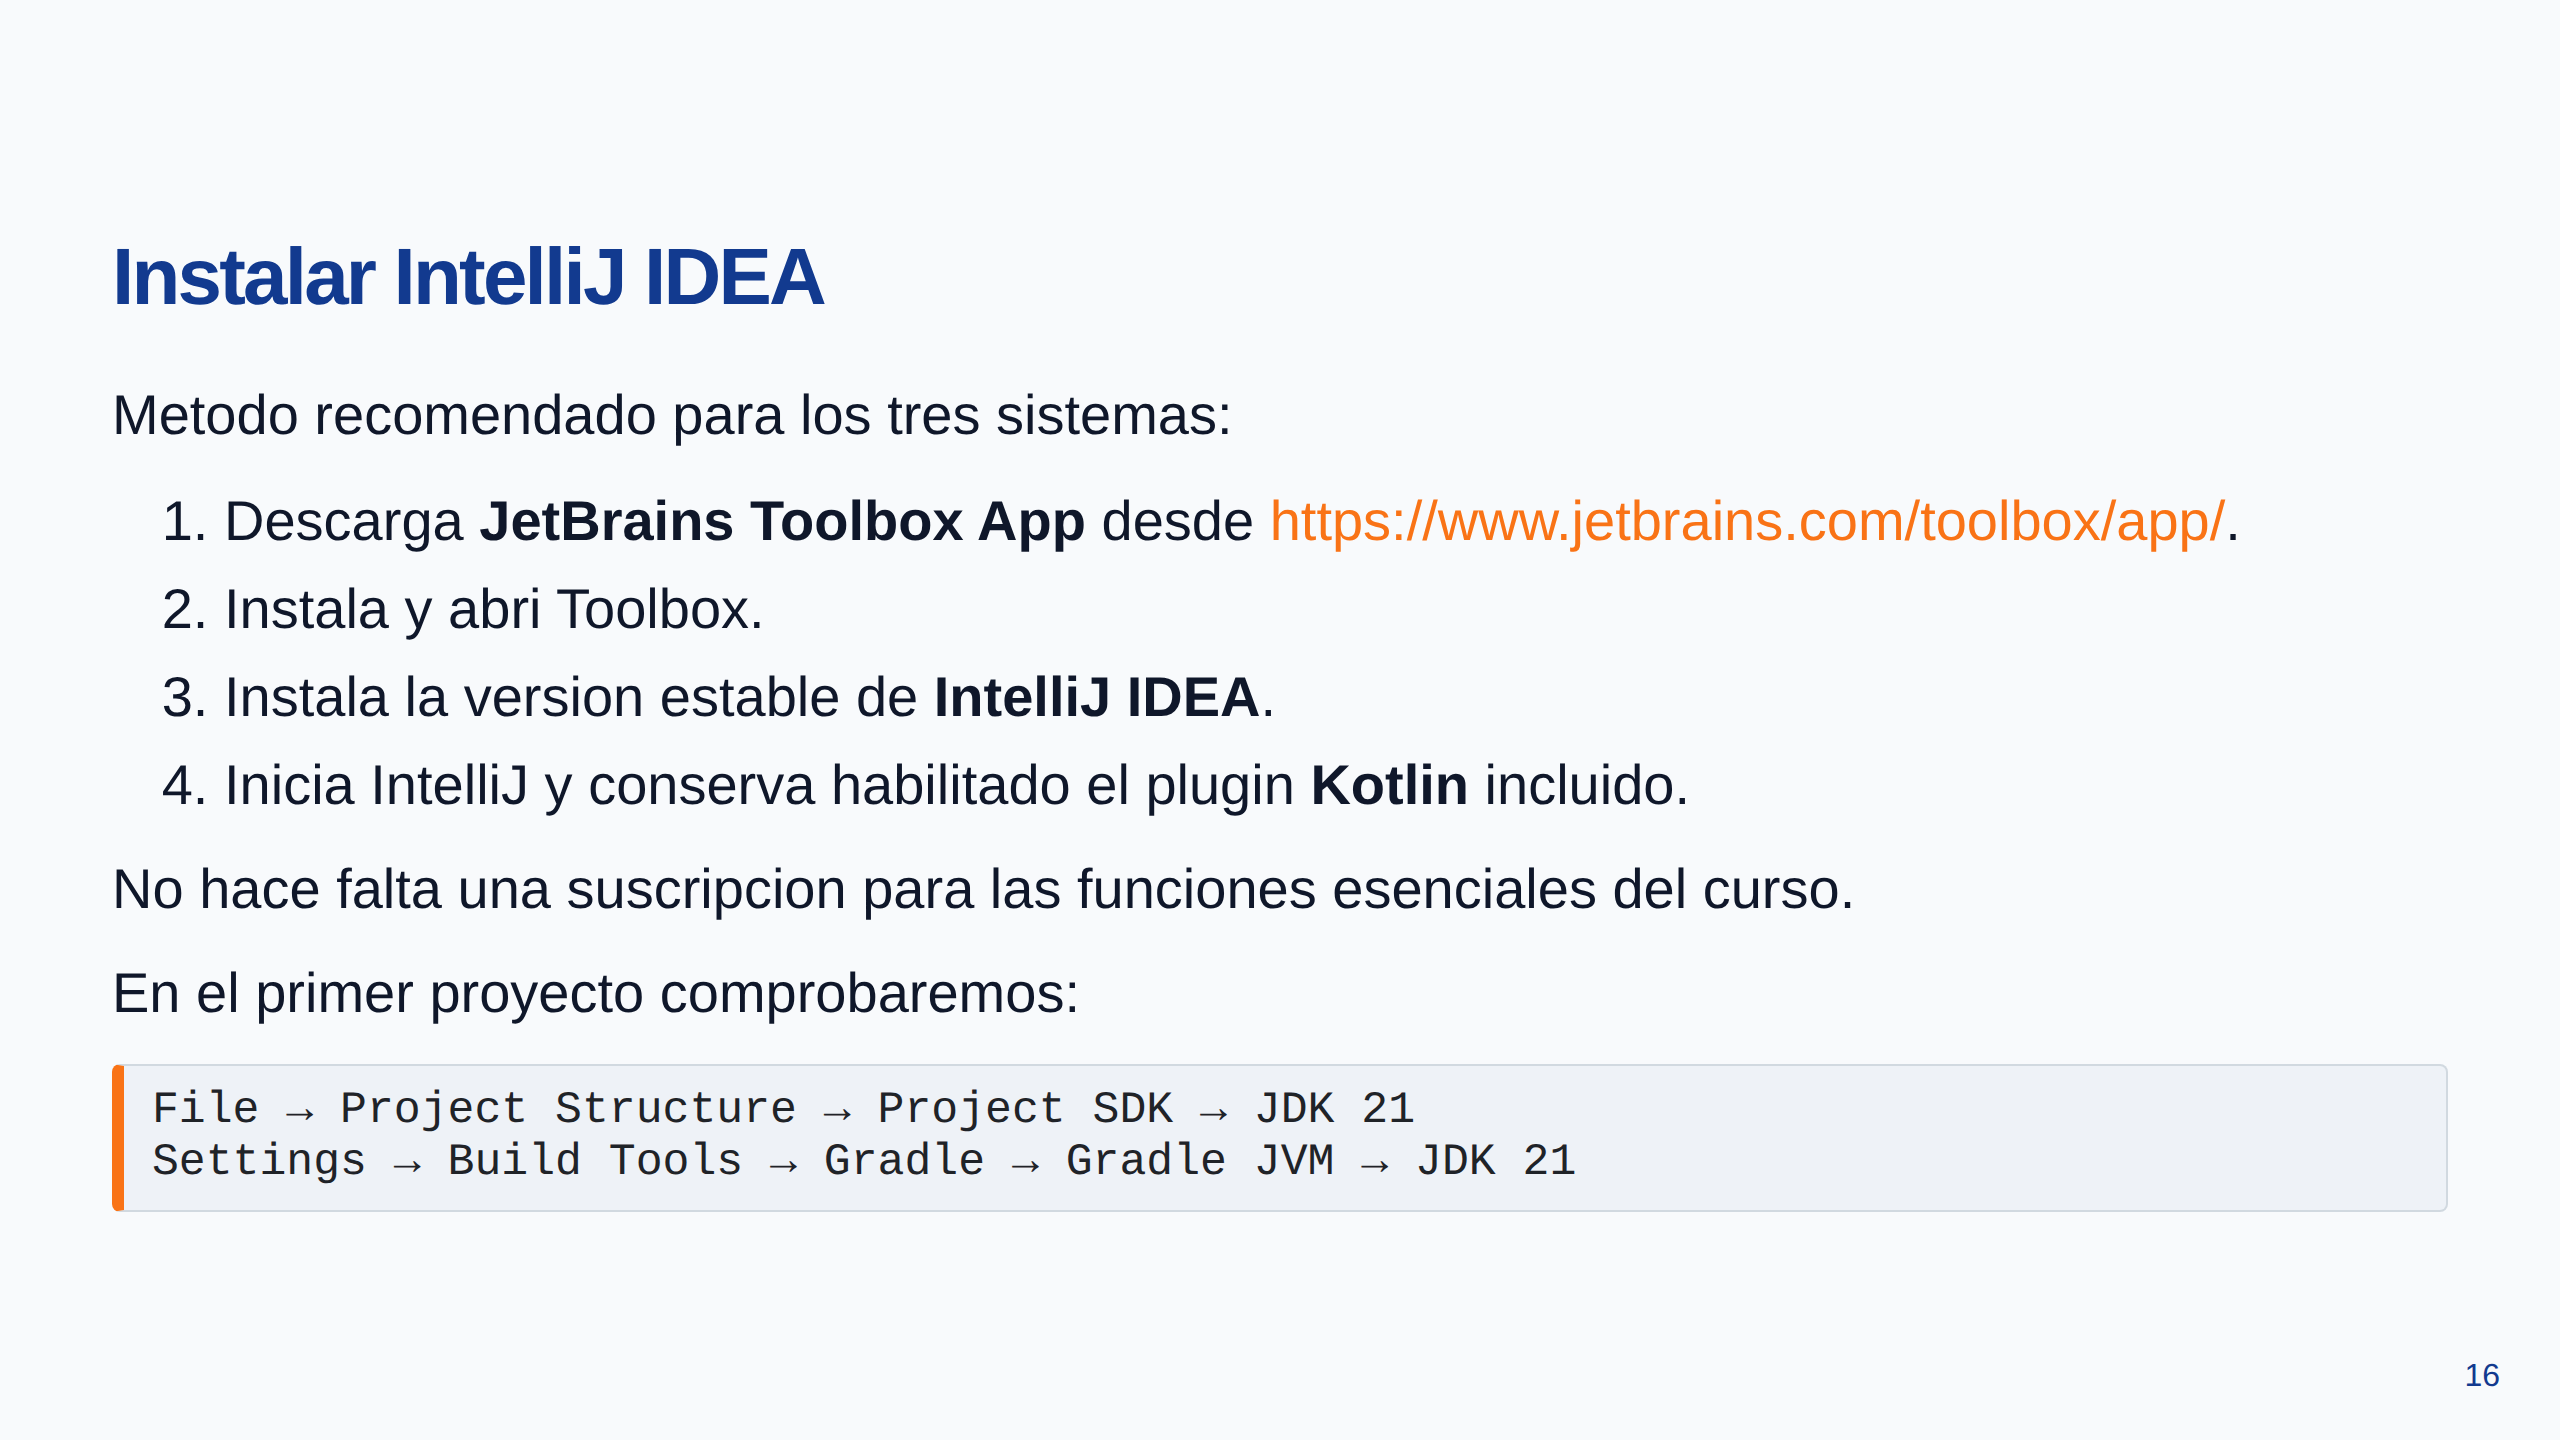 Instalar IntelliJ IDEA
Metodo recomendado para los tres sistemas:
1. Descarga JetBrains Toolbox App desde https://www.jetbrains.com/toolbox/app/.
2. Instala y abri Toolbox.
3. Instala la version estable de IntelliJ IDEA.
4. Inicia IntelliJ y conserva habilitado el plugin Kotlin incluido.
No hace falta una suscripcion para las funciones esenciales del curso.
En el primer proyecto comprobaremos:
File → Project Structure → Project SDK → JDK 21
Settings → Build Tools → Gradle → Gradle JVM → JDK 21
16